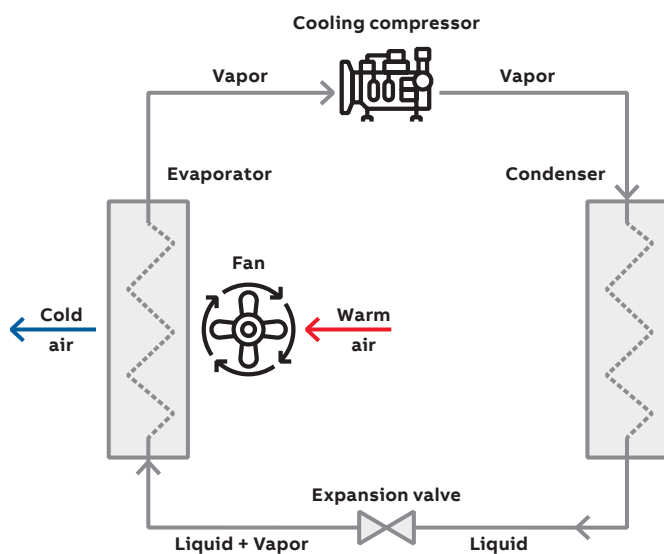 Cooling compressor
Vapor
Vapor
Evaporator
Condenser
Fan
Cold
air
Warm
air
Expansion valve
Liquid + Vapor
Liquid